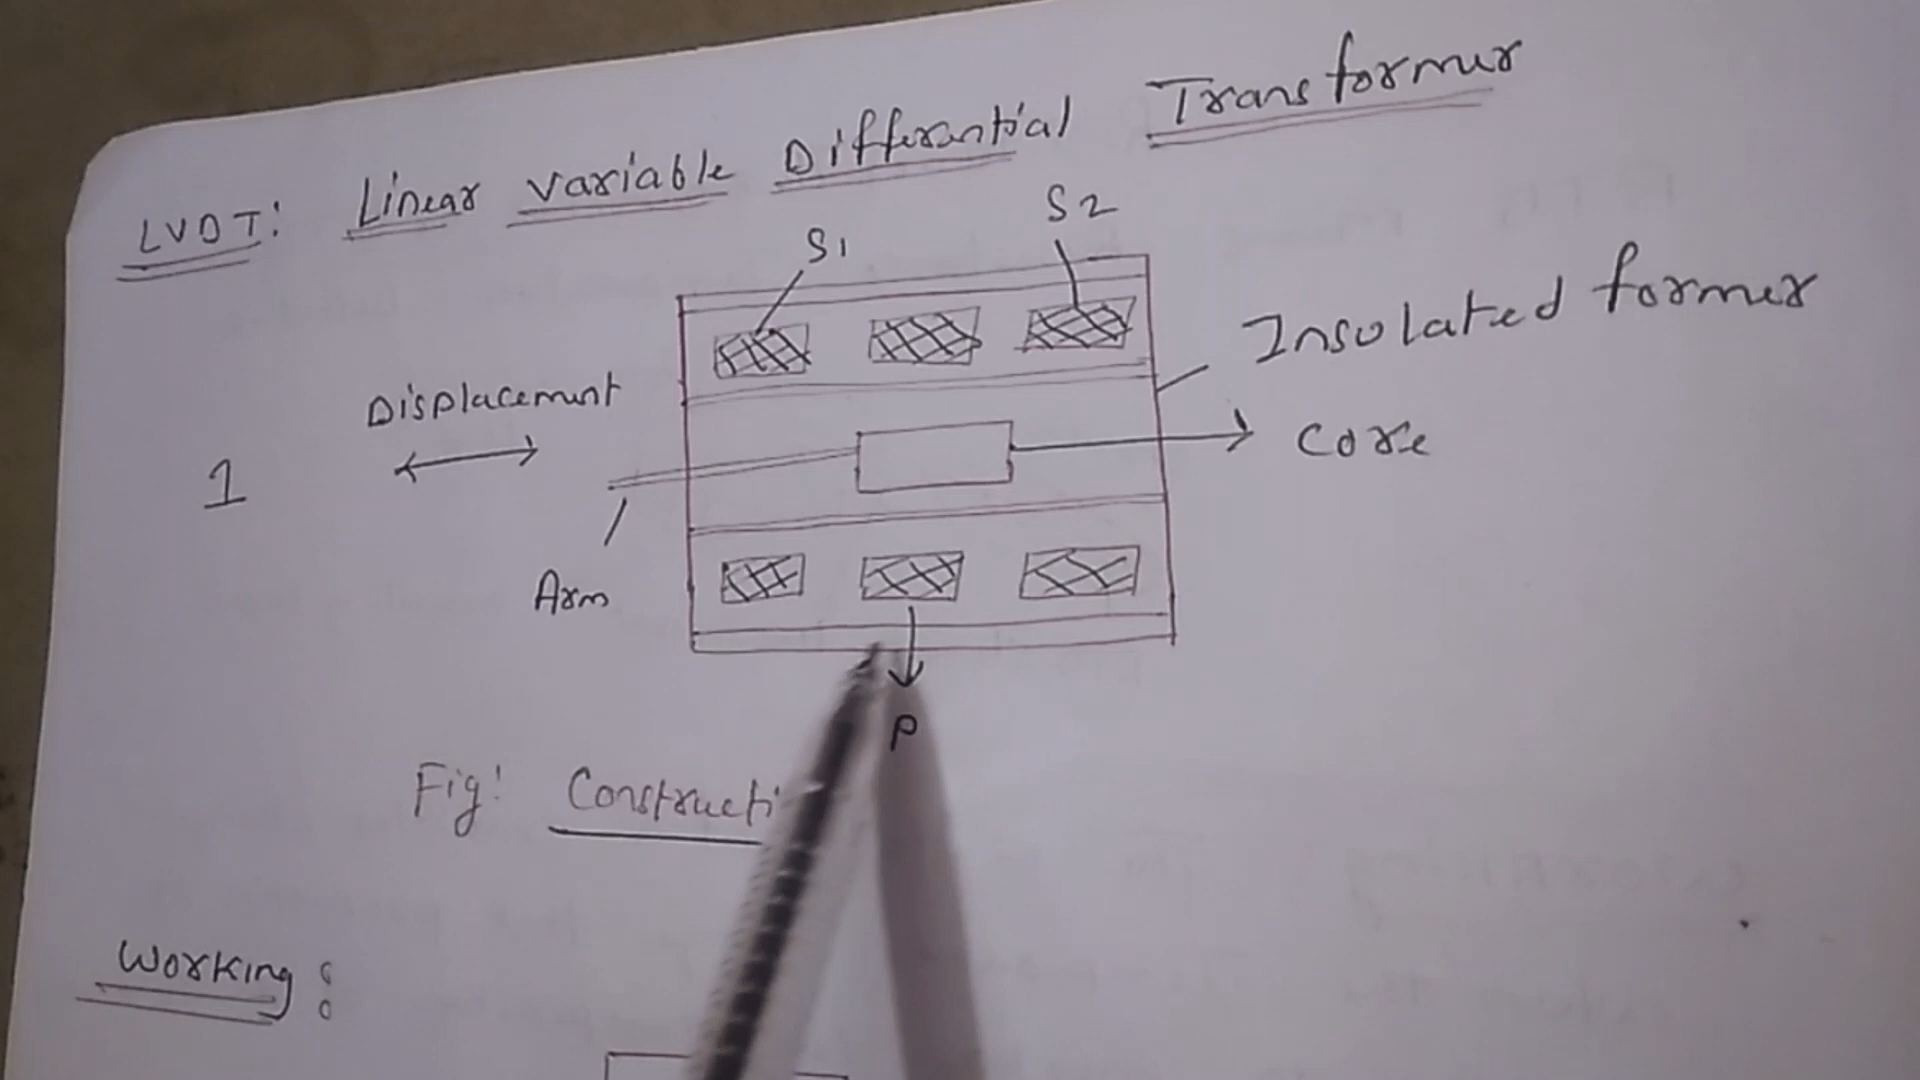 LVDT: Linear Variable Differential Transformer
S1
S2
Insulated former
Displacement
1
Core
Arm
P
Fig: Constructi
Working: